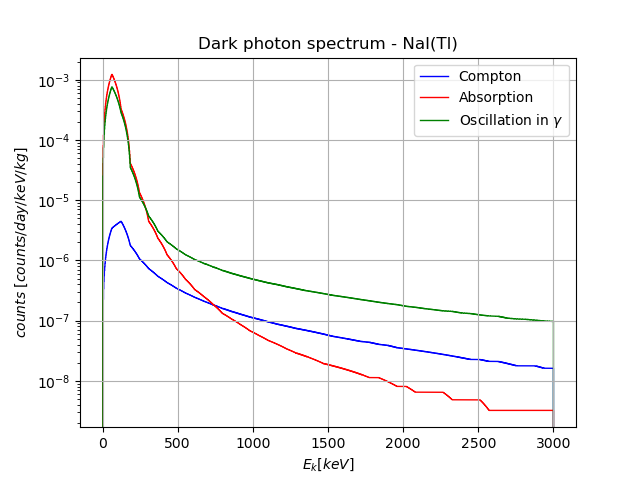 Dark photon spectrum - NaI(Tl)
counts [counts/day/keV/kg]
10⁻³
10⁻⁴
10⁻⁵
10⁻⁶
10⁻⁷
10⁻⁸
Compton
Absorption
Oscillation in γ
0 500 1000 1500 2000 2500 3000
Eₖ[keV]